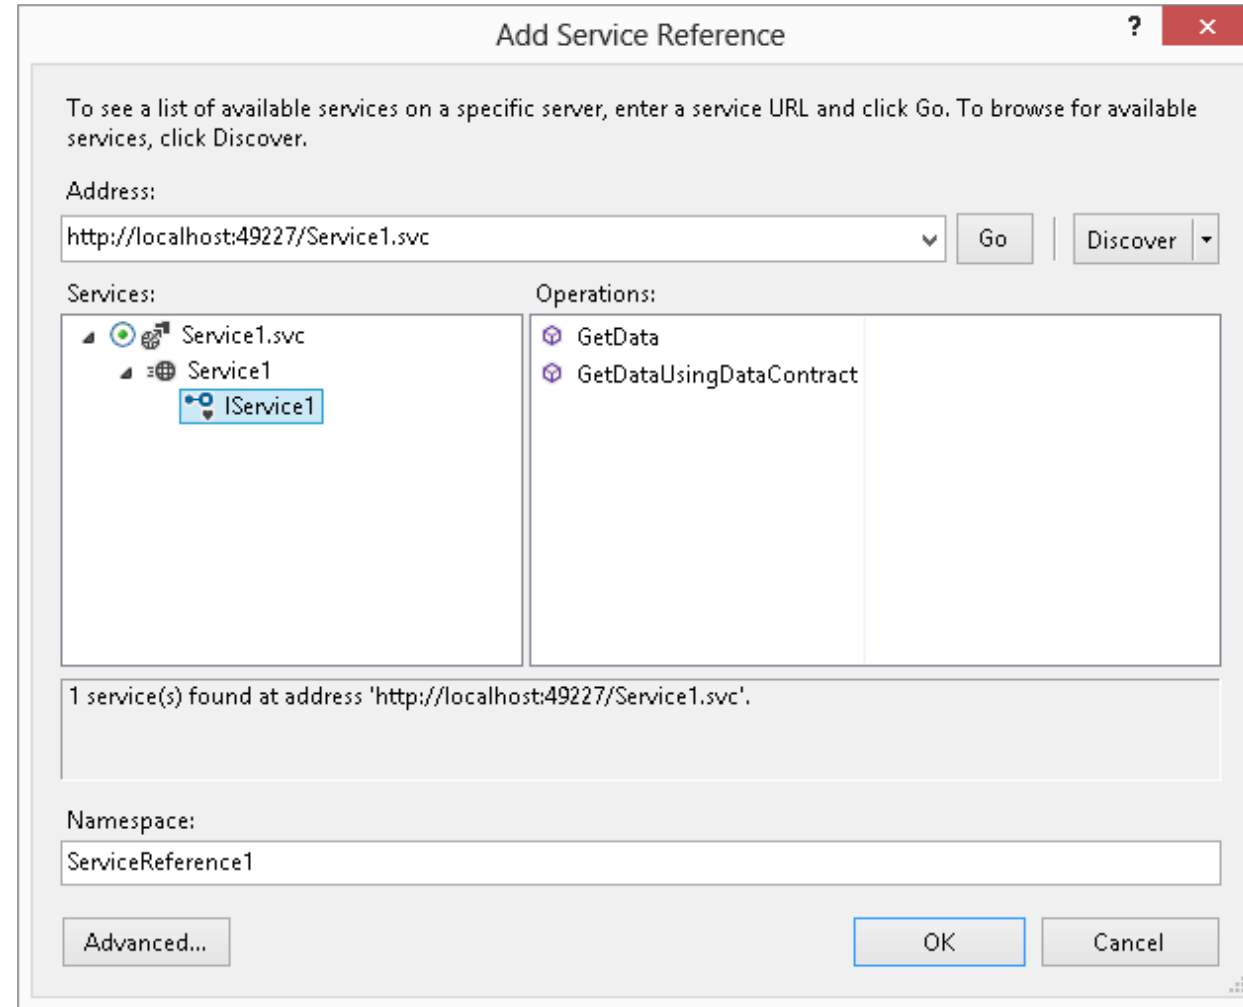 Add Service Reference
?
To see a list of available services on a specific server, enter a service URL and click Go. To browse for available
services, click Discover.
Address:
http://localhost:49227/Service1.svc
Go
Discover
Services:
Operations:
Service1.svc
Service1
IService1
GetData
GetDataUsingDataContract
1 service(s) found at address 'http://localhost:49227/Service1.svc'.
Namespace:
ServiceReference1
Advanced...
OK
Cancel